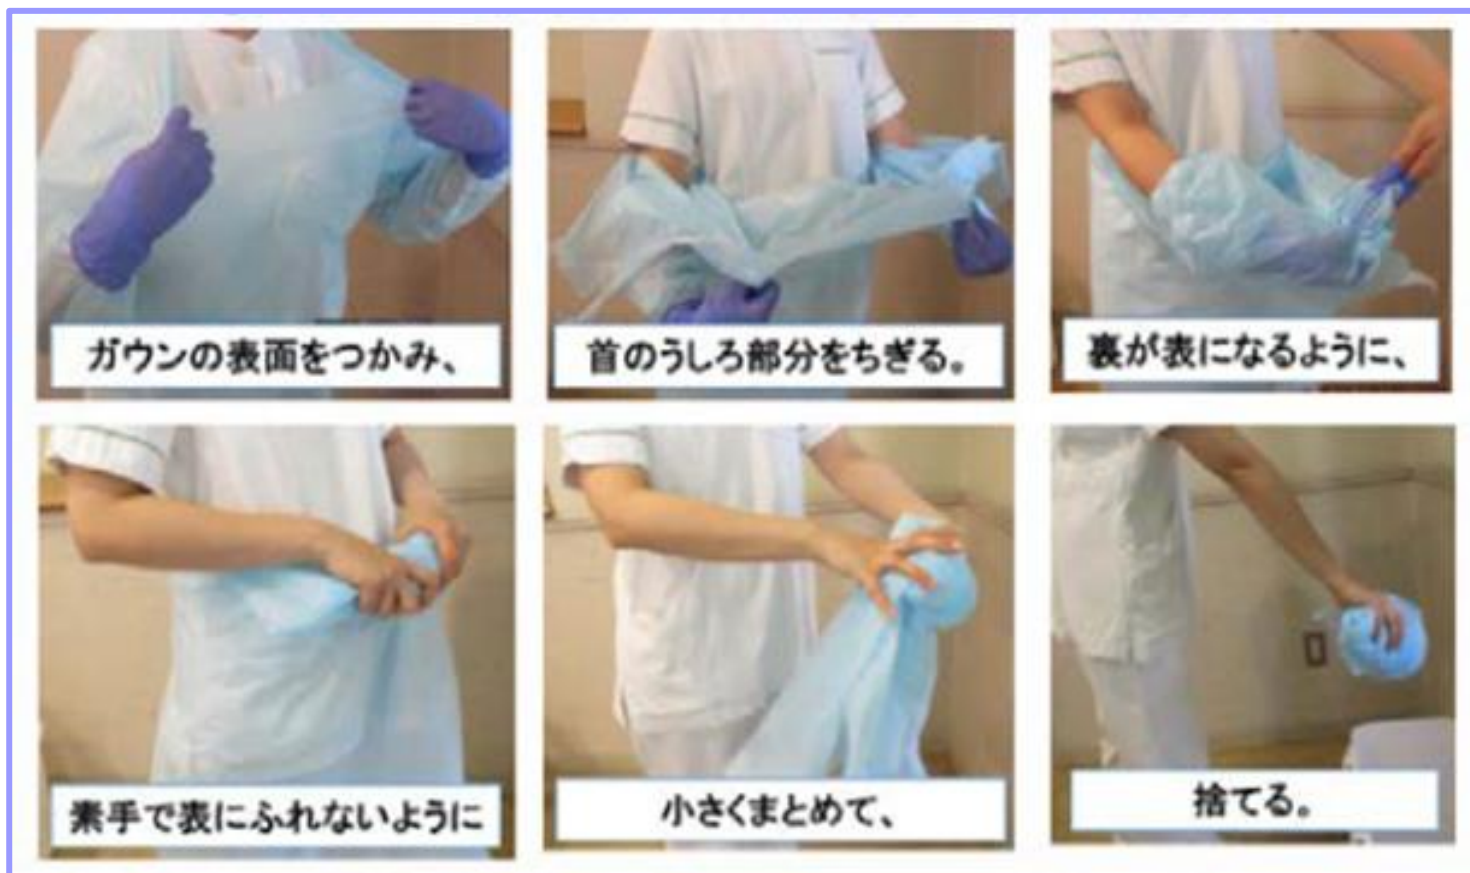 ガウンの表面をつかみ、
首のうしろ部分をちぎる。
裏が表になるように、
素手で表にふれないように
小さくまとめて、
捨てる。